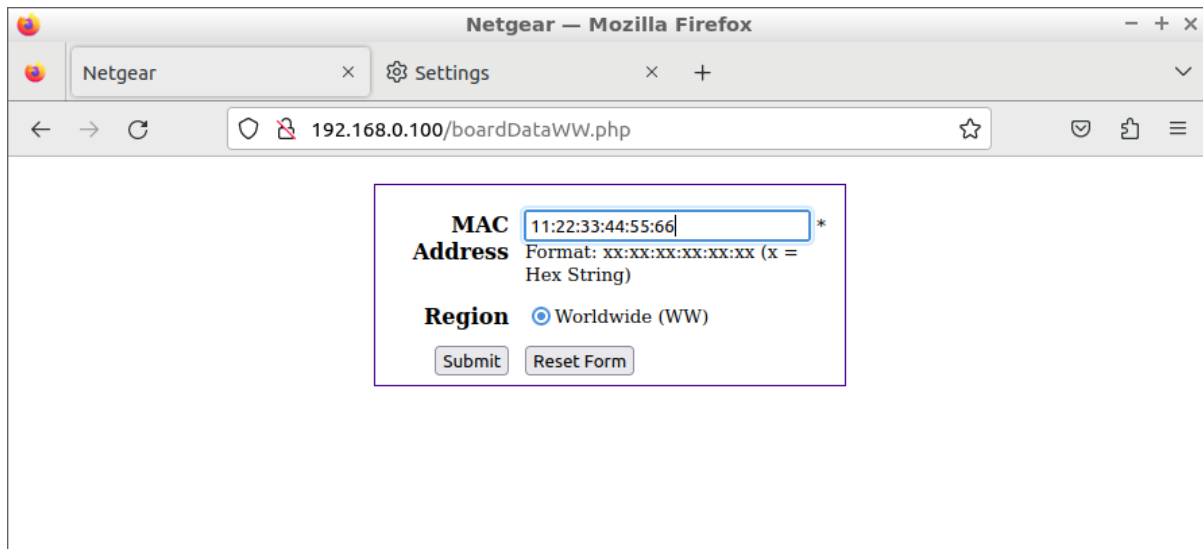 Netgear — Mozilla Firefox
Netgear
Settings
192.168.0.100/boardDataWW.php
MAC Address
11:22:33:44:55:66 *
Format: xx:xx:xx:xx:xx:xx (x =
Hex String)
Region
Worldwide (WW)
Submit Reset Form